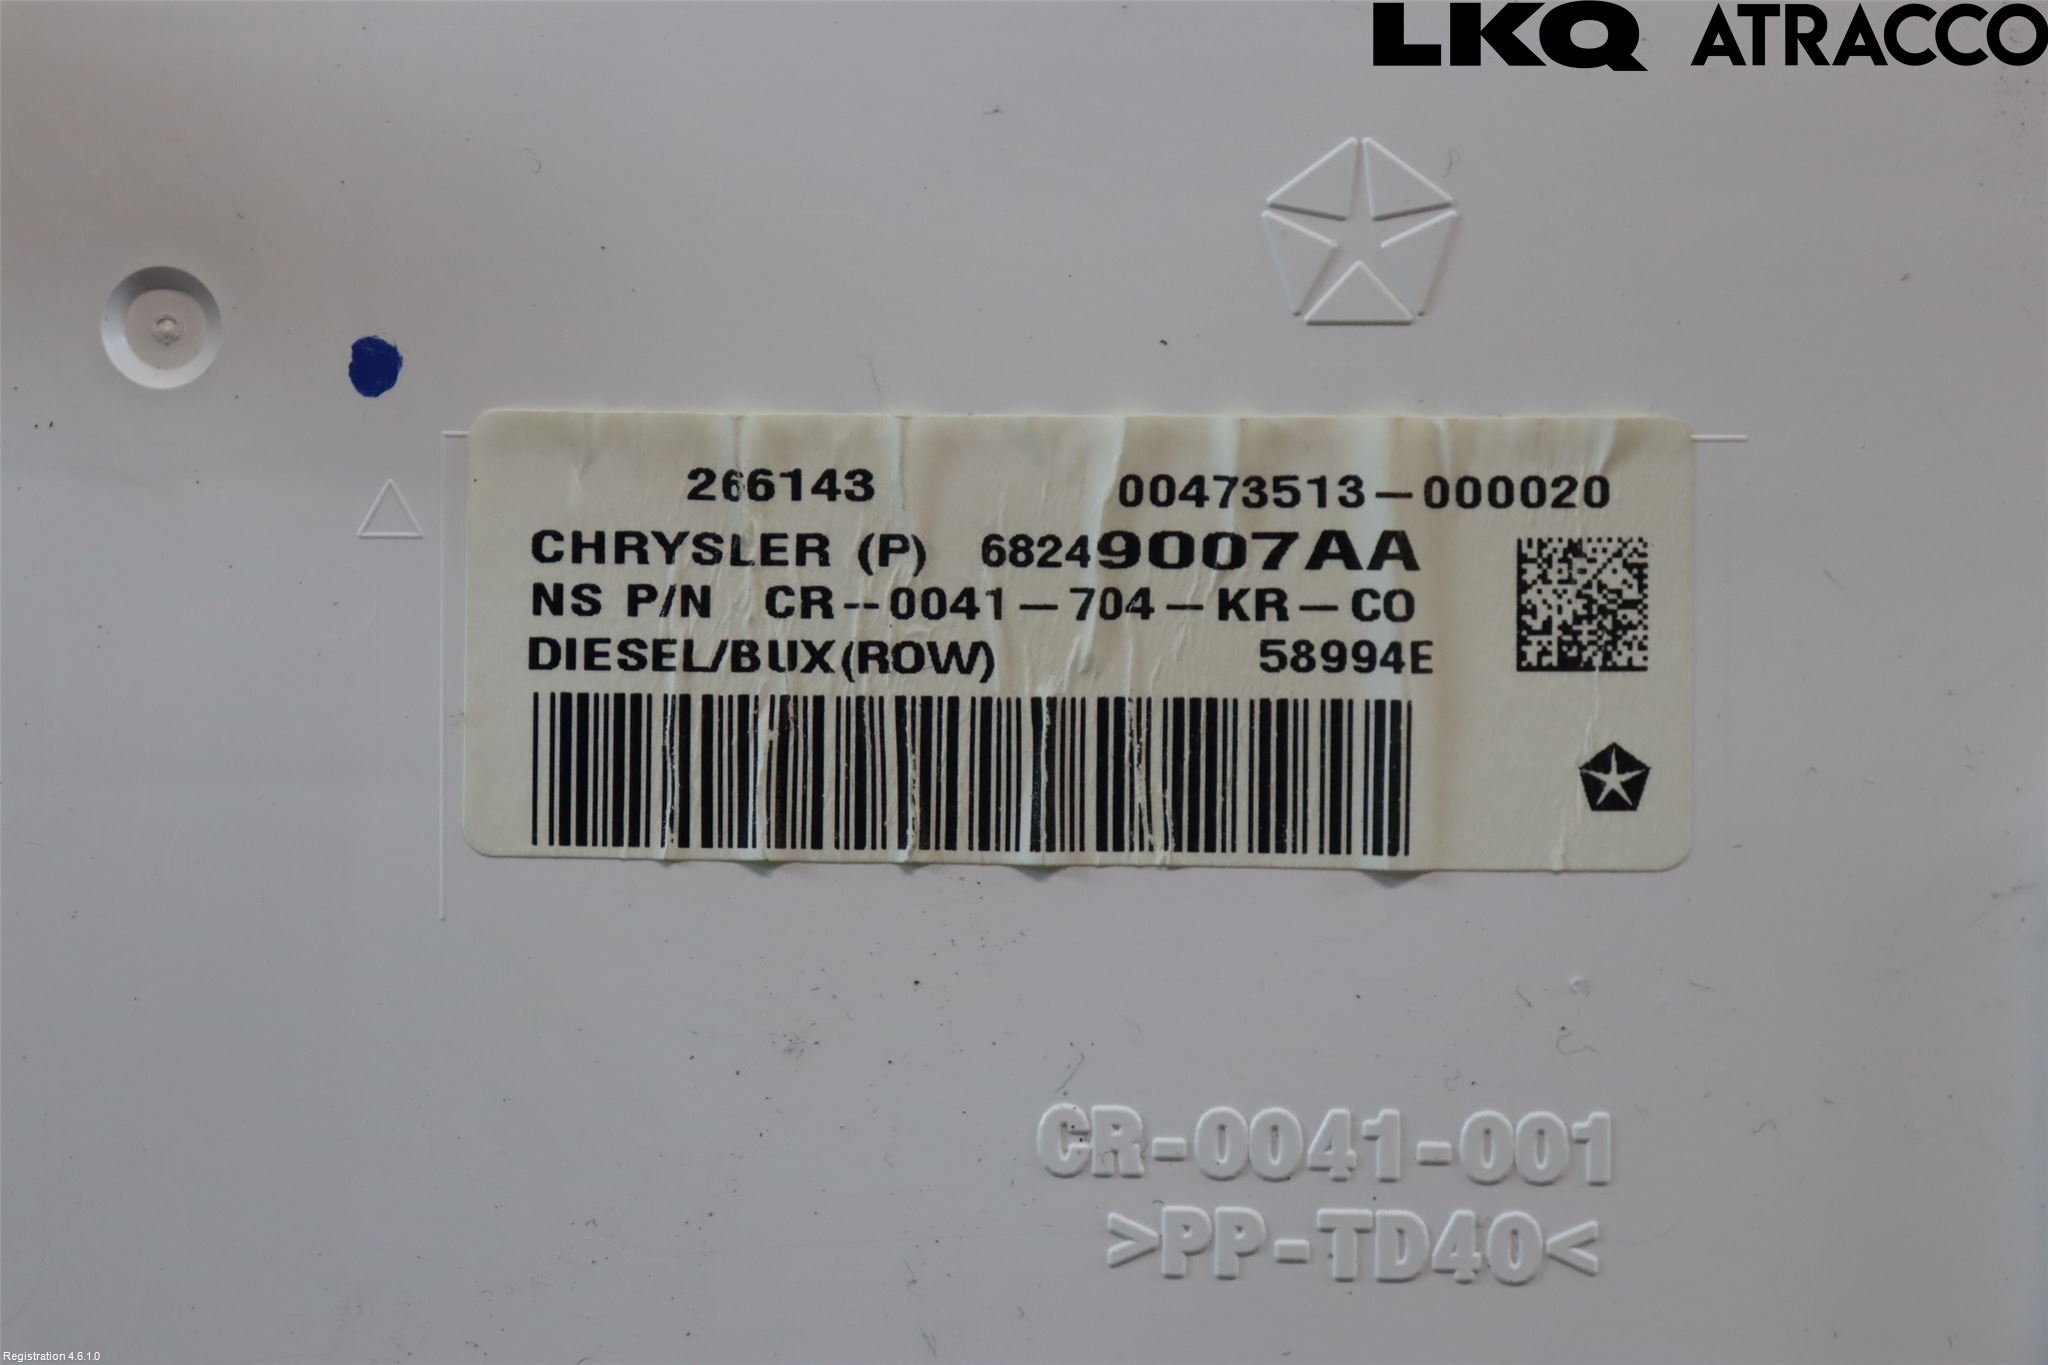 LKQ ATRACCO
266143 00473513-000020
CHRYSLER (P) 68249007AA
NS P/N CR--0041-704-KR-CO
DIESEL/BUX(ROW) 58994E
CR-0041-001
>PP-TD40<
Registration 4.6.1.0